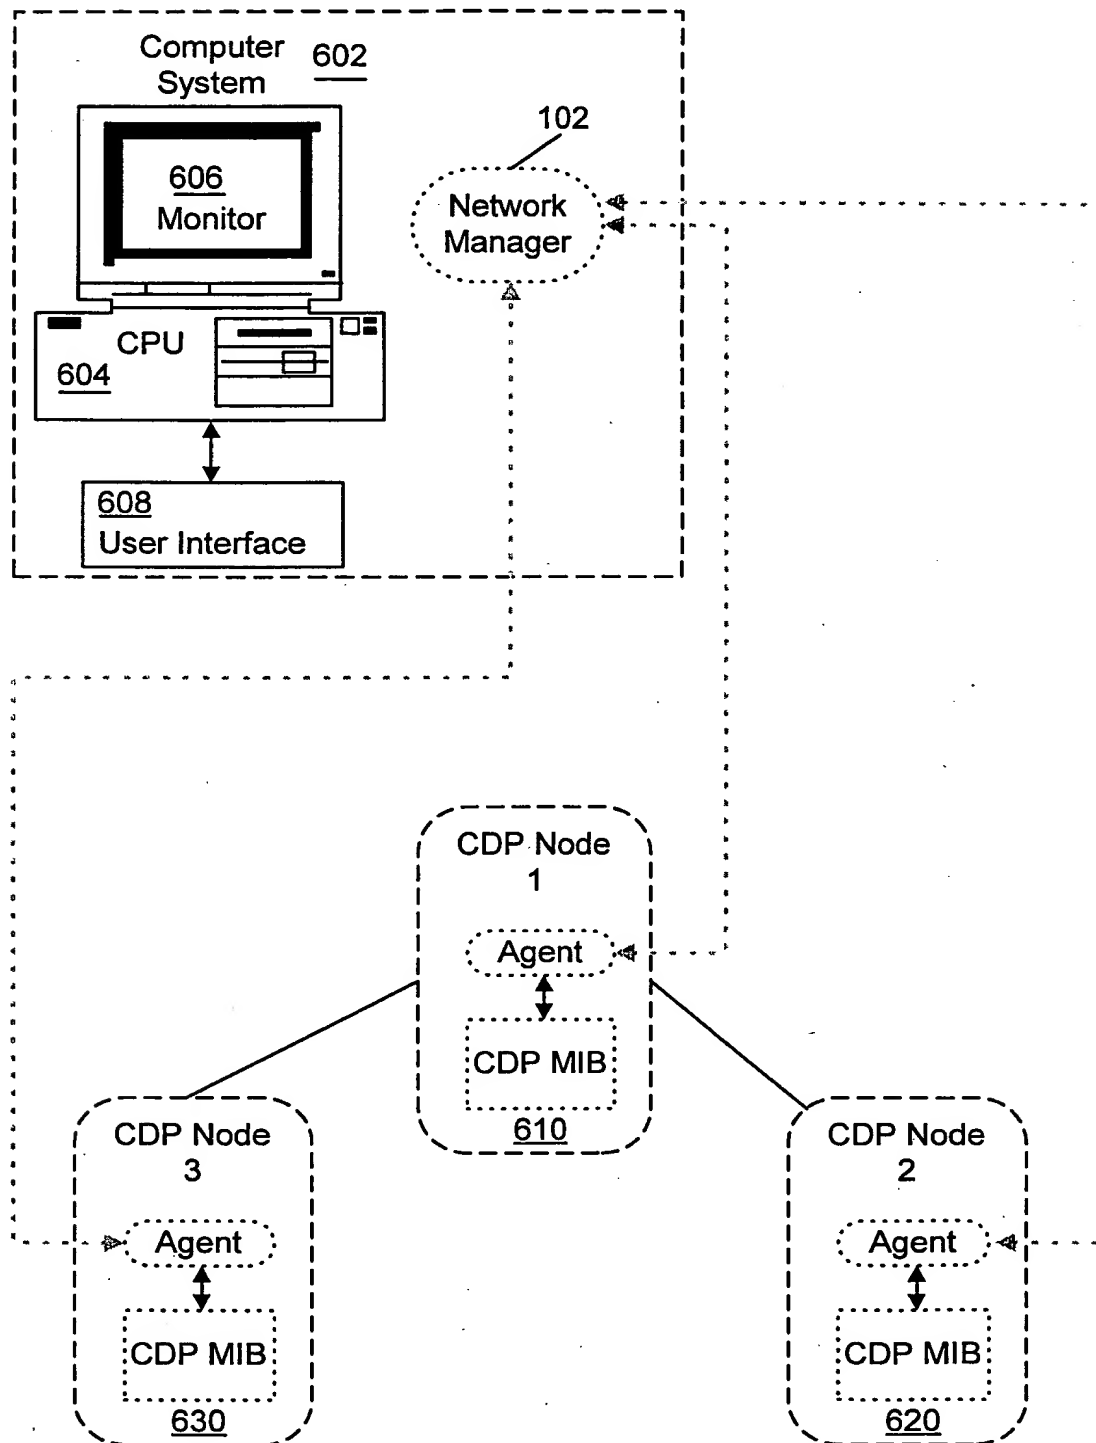 Computer
System
602
102
606
Monitor
Network
Manager
CPU
604
608
User Interface
CDP Node
1
Agent
CDP MIB
610
CDP Node
3
Agent
CDP MIB
630
CDP Node
2
Agent
CDP MIB
620